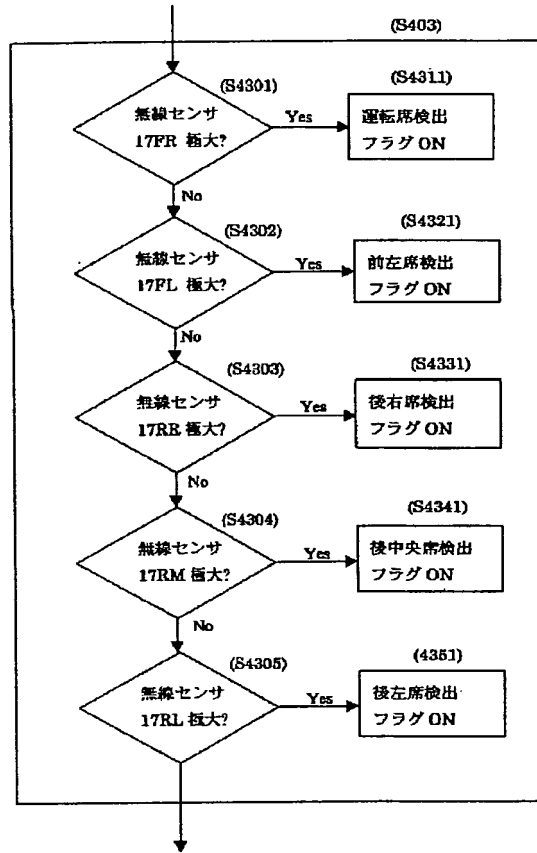 (S403)
(S4301)
無線センサ
17FR 極大?
Yes
(S4311)
運転席検出
フラグ ON
No
(S4302)
無線センサ
17FL 極大?
Yes
(S4321)
前左席検出
フラグ ON
No
(S4303)
無線センサ
17RR 極大?
Yes
(S4331)
後右席検出
フラグ ON
No
(S4304)
無線センサ
17RM 極大?
Yes
(S4341)
後中央席検出
フラグ ON
No
(S4305)
無線センサ
17RL 極大?
Yes
(4351)
後左席検出
フラグ ON